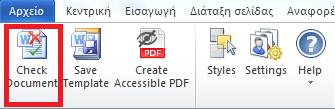 Αρχείο Κεντρική Εισαγωγή Διάταξη σελίδας Αναφορέ
PDF
Check Document
Save Template
Create Accessible PDF
Styles
Settings
Help